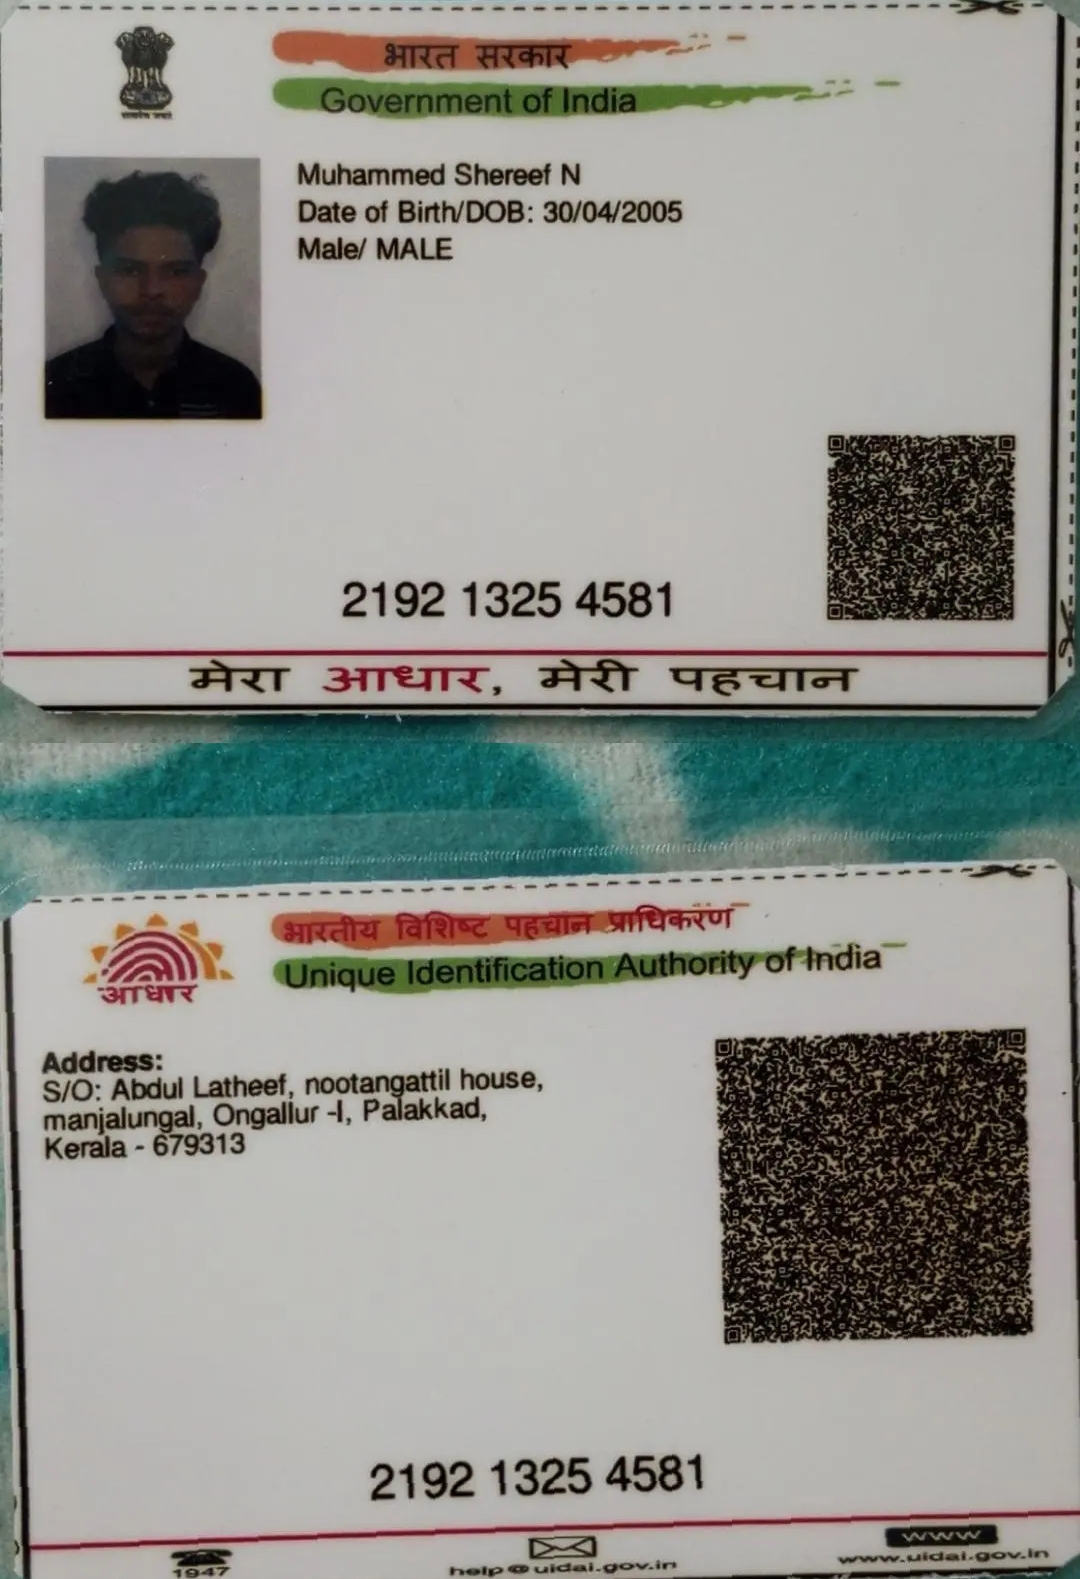 भारत सरकार
Government of India
Muhammed Shereef N
Date of Birth/DOB: 30/04/2005
Male/ MALE
2192 1325 4581
मेरा आधार, मेरी पहचान
भारतीय विशिष्ट पहचान प्राधिकरण
Unique Identification Authority of India
आधार
Address:
S/O: Abdul Latheef, nootangattil house,
manjalungal, Ongallur -I, Palakkad,
Kerala - 679313
2192 1325 4581
1947
help@uidai.gov.in
www
www.uidai.gov.in